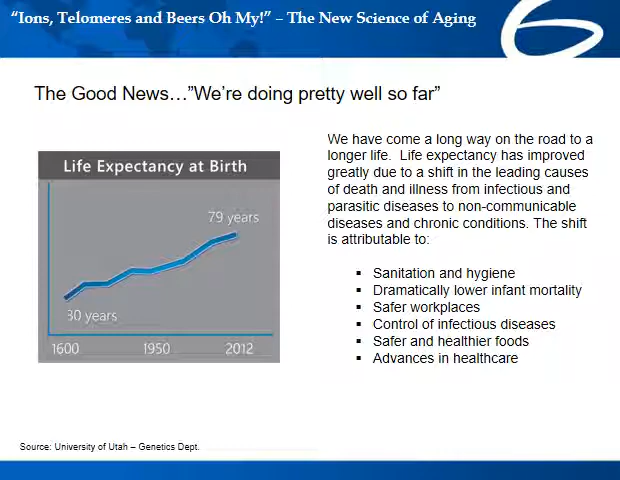 “Ions, Telomeres and Beers Oh My!” – The New Science of Aging
The Good News…”We’re doing pretty well so far”
Life Expectancy at Birth
79 years
30 years
1600 1950 2012
We have come a long way on the road to a
longer life.  Life expectancy has improved
greatly due to a shift in the leading causes
of death and illness from infectious and
parasitic diseases to non-communicable
diseases and chronic conditions. The shift
is attributable to:
▪ Sanitation and hygiene
▪ Dramatically lower infant mortality
▪ Safer workplaces
▪ Control of infectious diseases
▪ Safer and healthier foods
▪ Advances in healthcare
Source: University of Utah – Genetics Dept.